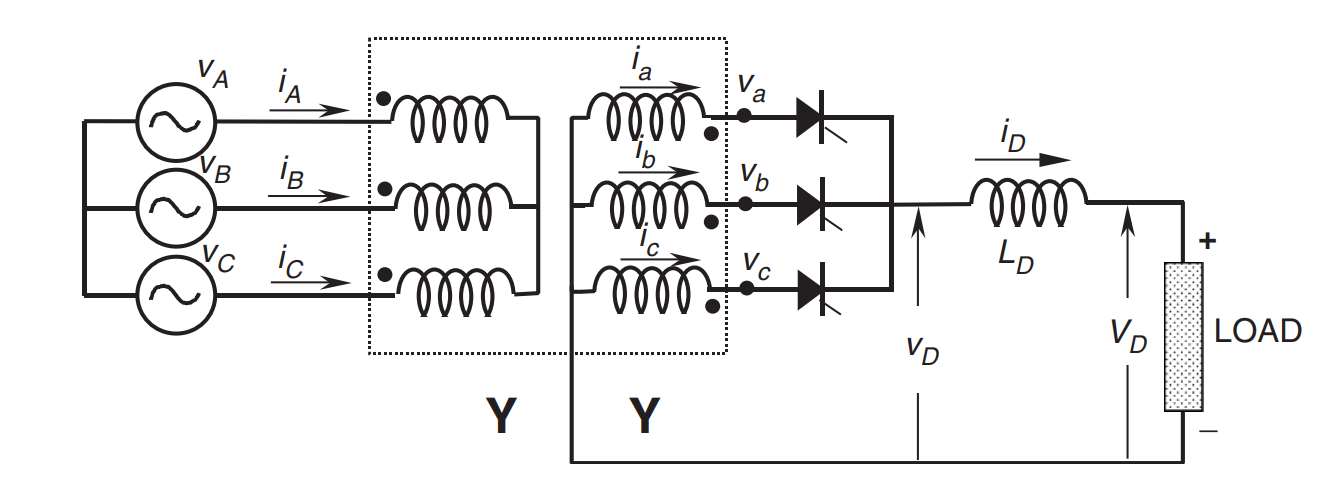 v_A
i_A
i_a
v_a
v_B
i_B
i_b
v_b
i_D
v_C
i_C
i_c
v_c
L_D
+
v_D
V_D
LOAD
–
Y
Y